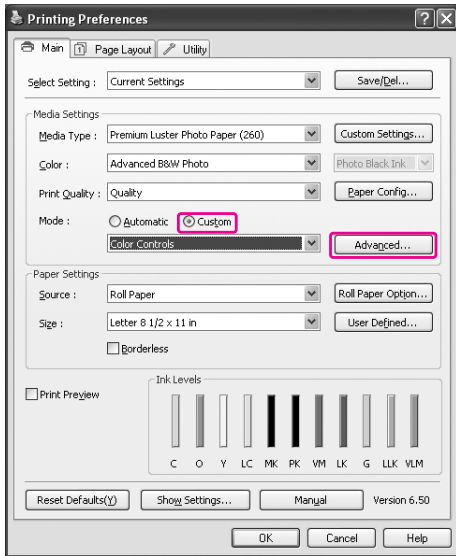 Printing Preferences
Main Page Layout Utility
Select Setting : Current Settings Save/Del...
Media Settings
Media Type : Premium Luster Photo Paper (260) Custom Settings...
Color : Advanced B&W Photo Photo Black Ink
Print Quality : Quality Paper Config...
Mode : Automatic Custom
Color Controls Advanced...
Paper Settings
Source : Roll Paper Roll Paper Option...
Size : Letter 8 1/2 x 11 in User Defined...
Borderless
Print Preview
Ink Levels
C O Y LC MK PK VM LK G LLK VLM
Reset Defaults(Y) Show Settings... Manual Version 6.50
OK Cancel Help